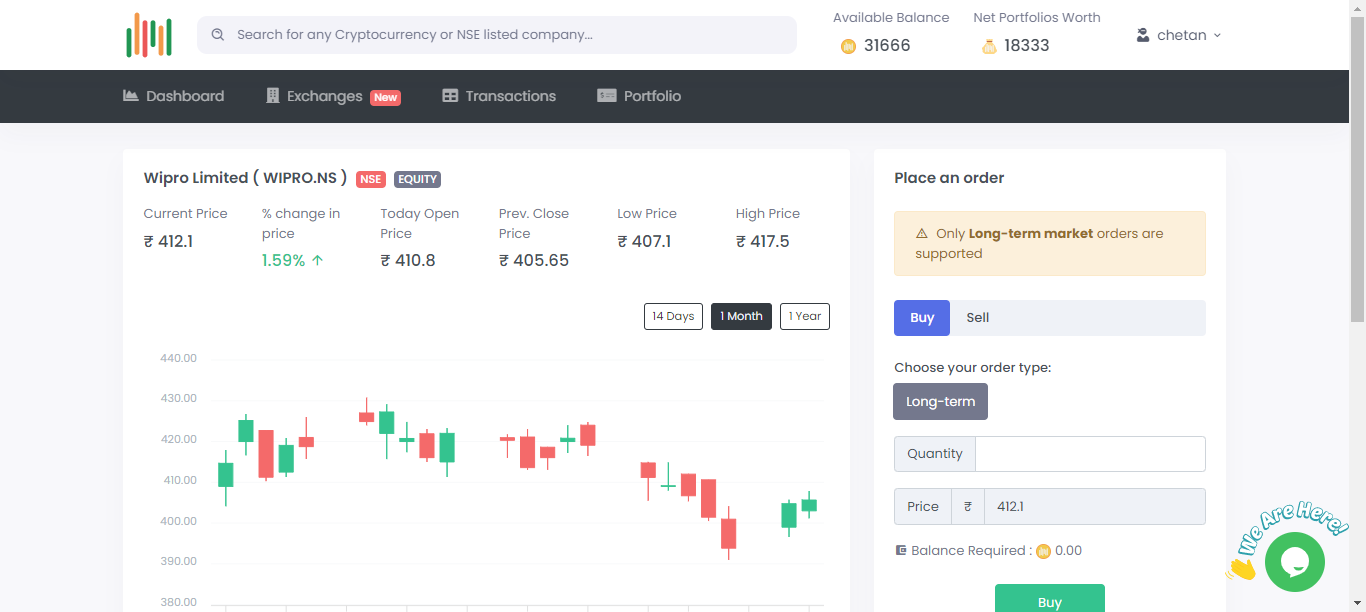 Search for any Cryptocurrency or NSE listed company...
Available Balance
31666
Net Portfolios Worth
18333
chetan
Dashboard
Exchanges New
Transactions
Portfolio
Wipro Limited ( WIPRO.NS ) NSE EQUITY
Current Price
₹ 412.1
% change in
price
1.59% ↑
Today Open
Price
₹ 410.8
Prev. Close
Price
₹ 405.65
Low Price
₹ 407.1
High Price
₹ 417.5
14 Days
1 Month
1 Year
440.00
430.00
420.00
410.00
400.00
390.00
380.00
Place an order
Only Long-term market orders are
supported
Buy
Sell
Choose your order type:
Long-term
Quantity
Price ₹ 412.1
Balance Required : 0.00
Buy
We Are Here!